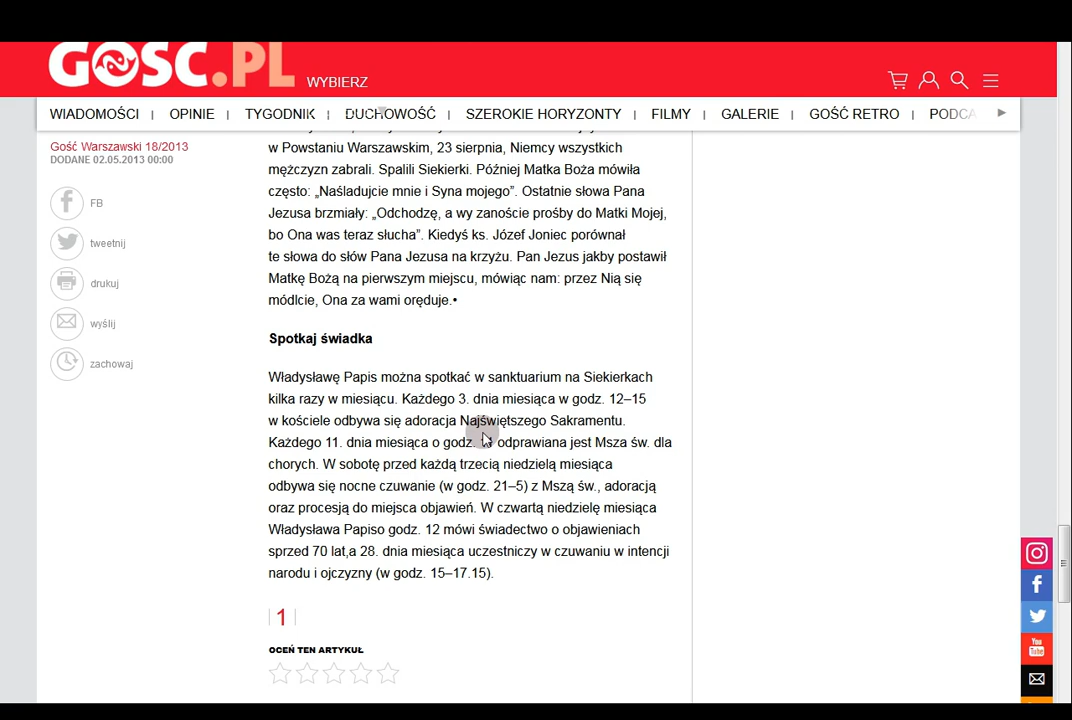 GOSC.PL
WYBIERZ
WIADOMOŚCI | OPINIE | TYGODNIK | DUCHOWOŚĆ | SZEROKIE HORYZONTY | FILMY | GALERIE | GOŚĆ RETRO |
Gość Warszawski 18/2013
DODANE 02.05.2013 00:00
FB
tweetnij
drukuj
wyślij
zachowaj
w Powstaniu Warszawskim, 23 sierpnia, Niemcy wszystkich
mężczyzn zabrali. Spalili Siekierki. Później Matka Boża mówiła
często: „Naśladujcie mnie i Syna mojego”. Ostatnie słowa Pana
Jezusa brzmiały: „Odchodzę, a wy zanoście prośby do Matki Mojej,
bo Ona was teraz słucha”. Kiedyś ks. Józef Joniec porównał
te słowa do słów Pana Jezusa na krzyżu. Pan Jezus jakby postawił
Matkę Bożą na pierwszym miejscu, mówiąc nam: przez Nią się
módlcie, Ona za wami oręduje.•
Spotkaj świadka
Władysławę Papis można spotkać w sanktuarium na Siekierkach
kilka razy w miesiącu. Każdego 3. dnia miesiąca w godz. 12–15
w kościele odbywa się adoracja Najświętszego Sakramentu.
Każdego 11. dnia miesiąca o godz. odprawiana jest Msza św. dla
chorych. W sobotę przed każdą trzecią niedzielą miesiąca
odbywa się nocne czuwanie (w godz. 21–5) z Mszą św., adoracją
oraz procesją do miejsca objawień. W czwartą niedzielę miesiąca
Władysława Papiso godz. 12 mówi świadectwo o objawieniach
sprzed 70 lat,a 28. dnia miesiąca uczestniczy w czuwaniu w intencji
narodu i ojczyzny (w godz. 15–17.15).
| 1 |
OCEŃ TEN ARTYKUŁ
You
Tube